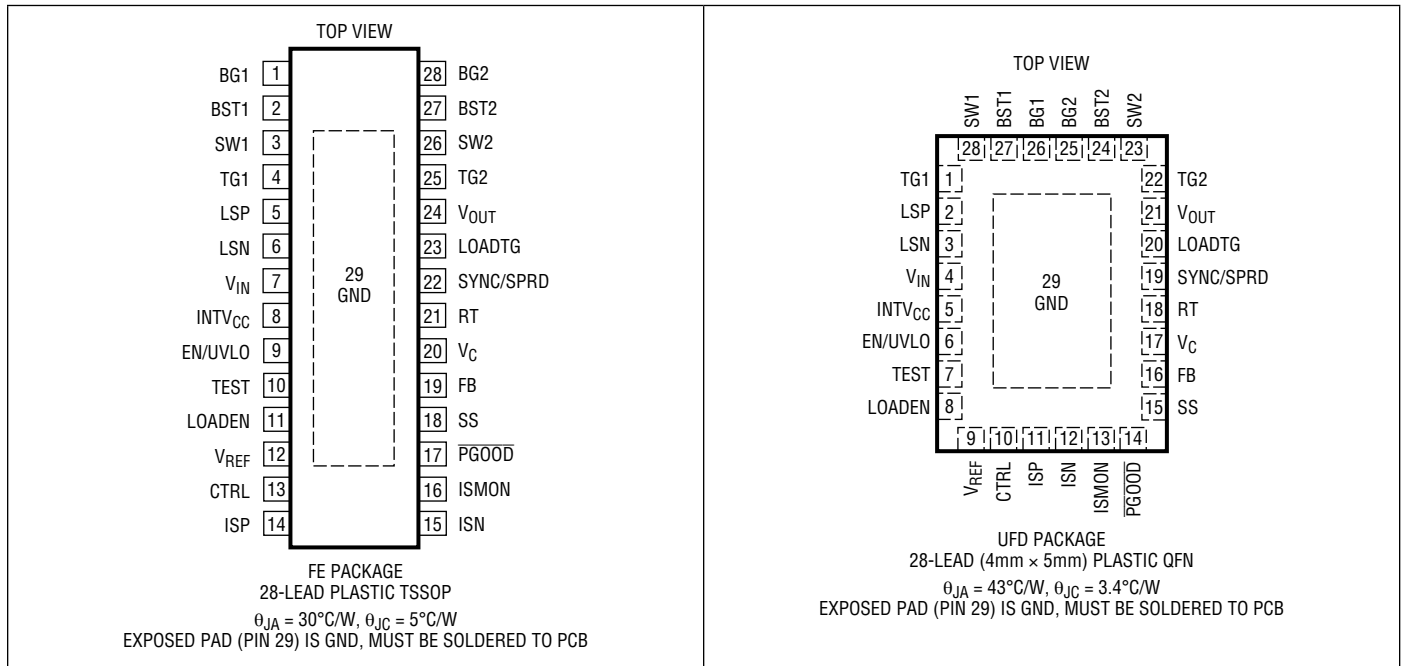 TOP VIEW
BG1 1
BST1 2
SW1 3
TG1 4
LSP 5
LSN 6
VIN 7
INTVCC 8
EN/UVLO 9
TEST 10
LOADEN 11
VREF 12
CTRL 13
ISP 14
28 BG2
27 BST2
26 SW2
25 TG2
24 VOUT
23 LOADTG
22 SYNC/SPRD
21 RT
20 VC
19 FB
18 SS
17 PGOOD
16 ISMON
15 ISN
29
GND
FE PACKAGE
28-LEAD PLASTIC TSSOP
θJA = 30°C/W, θJC = 5°C/W
EXPOSED PAD (PIN 29) IS GND, MUST BE SOLDERED TO PCB
TOP VIEW
SW1 BST1 BG1 BG2 BST2 SW2
28 27 26 25 24 23
TG1 1
LSP 2
LSN 3
VIN 4
INTVCC 5
EN/UVLO 6
TEST 7
LOADEN 8
22 TG2
21 VOUT
20 LOADTG
19 SYNC/SPRD
18 RT
17 VC
16 FB
15 SS
29
GND
9 10 11 12 13 14
VREF CTRL ISP ISN ISMON PGOOD
UFD PACKAGE
28-LEAD (4mm × 5mm) PLASTIC QFN
θJA = 43°C/W, θJC = 3.4°C/W
EXPOSED PAD (PIN 29) IS GND, MUST BE SOLDERED TO PCB